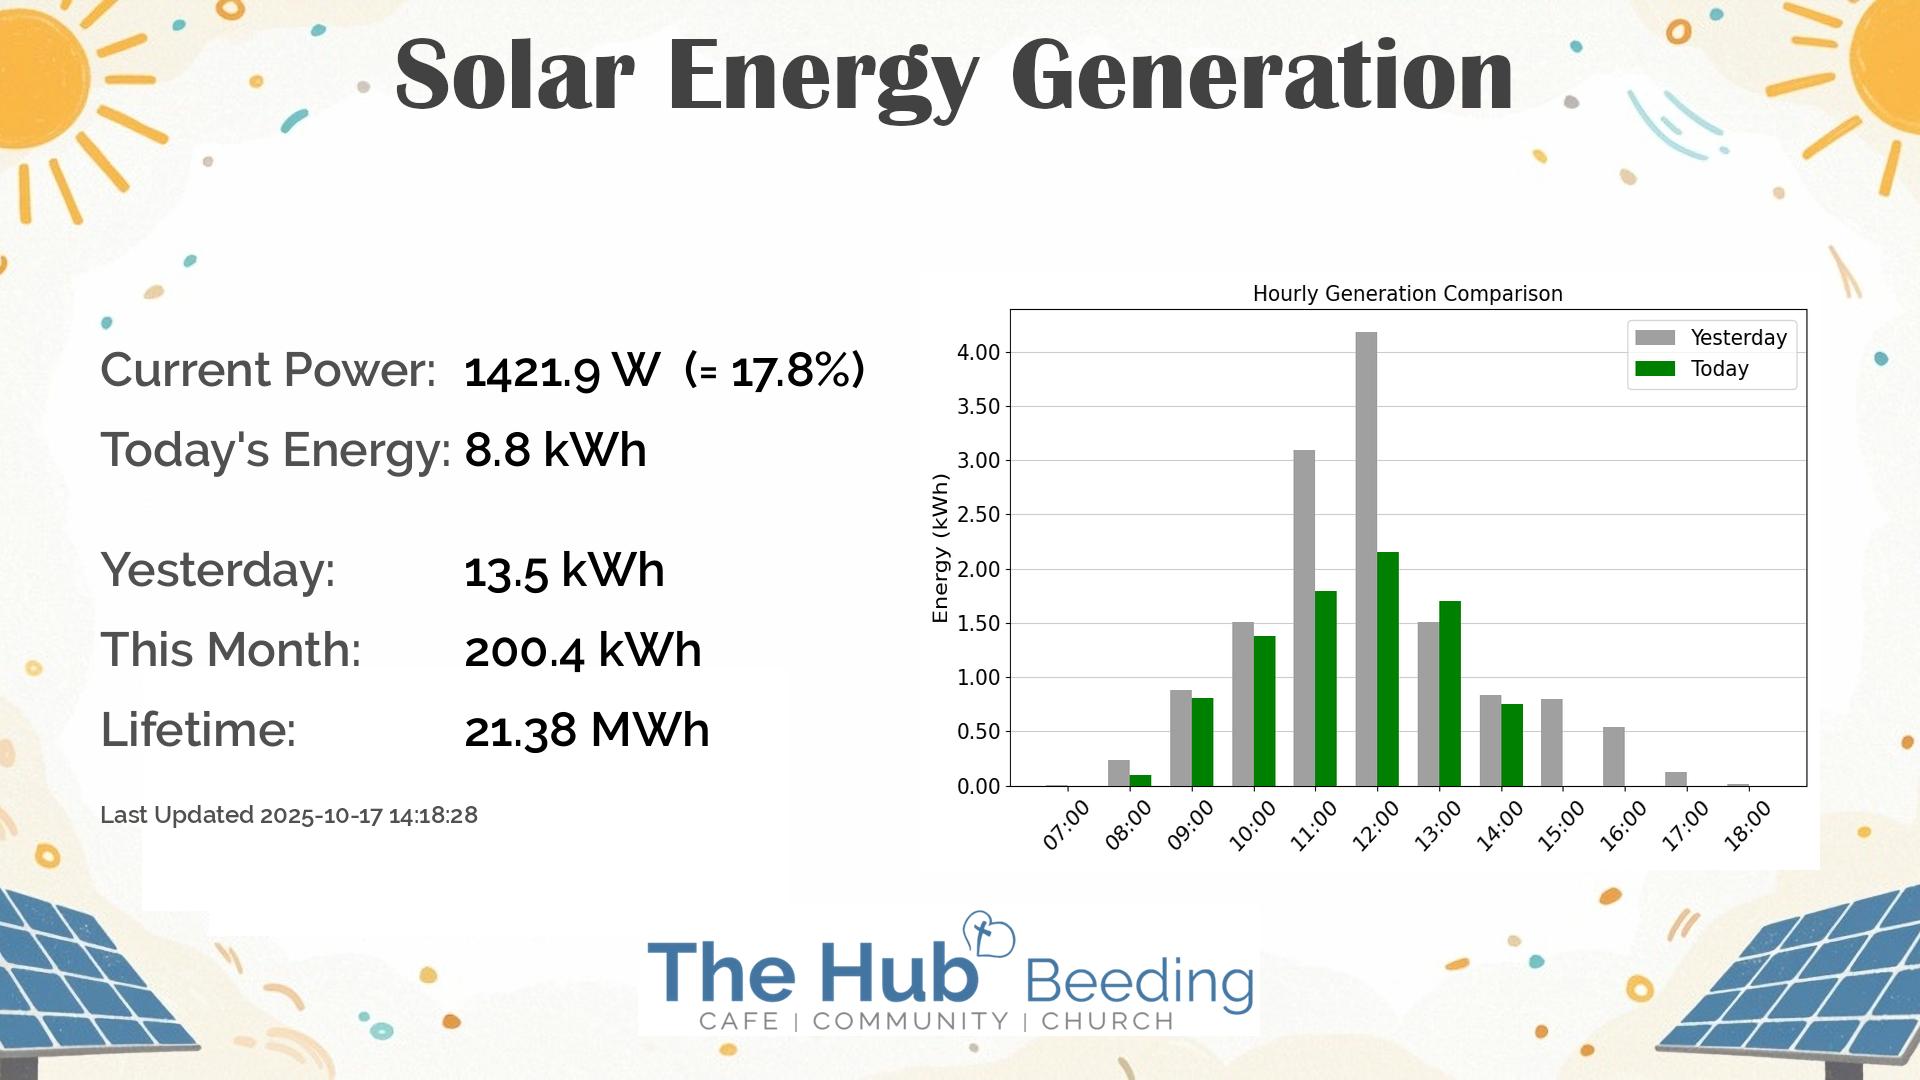 Solar Energy Generation
Current Power: 1421.9 W (= 17.8%)
Today's Energy: 8.8 kWh
Yesterday: 13.5 kWh
This Month: 200.4 kWh
Lifetime: 21.38 MWh
Last Updated 2025-10-17 14:18:28
Hourly Generation Comparison
Yesterday
Today
Energy (kWh)
4.00
3.50
3.00
2.50
2.00
1.50
1.00
0.50
0.00
07:00 08:00 09:00 10:00 11:00 12:00 13:00 14:00 15:00 16:00 17:00 18:00
The Hub Beeding
CAFE | COMMUNITY | CHURCH